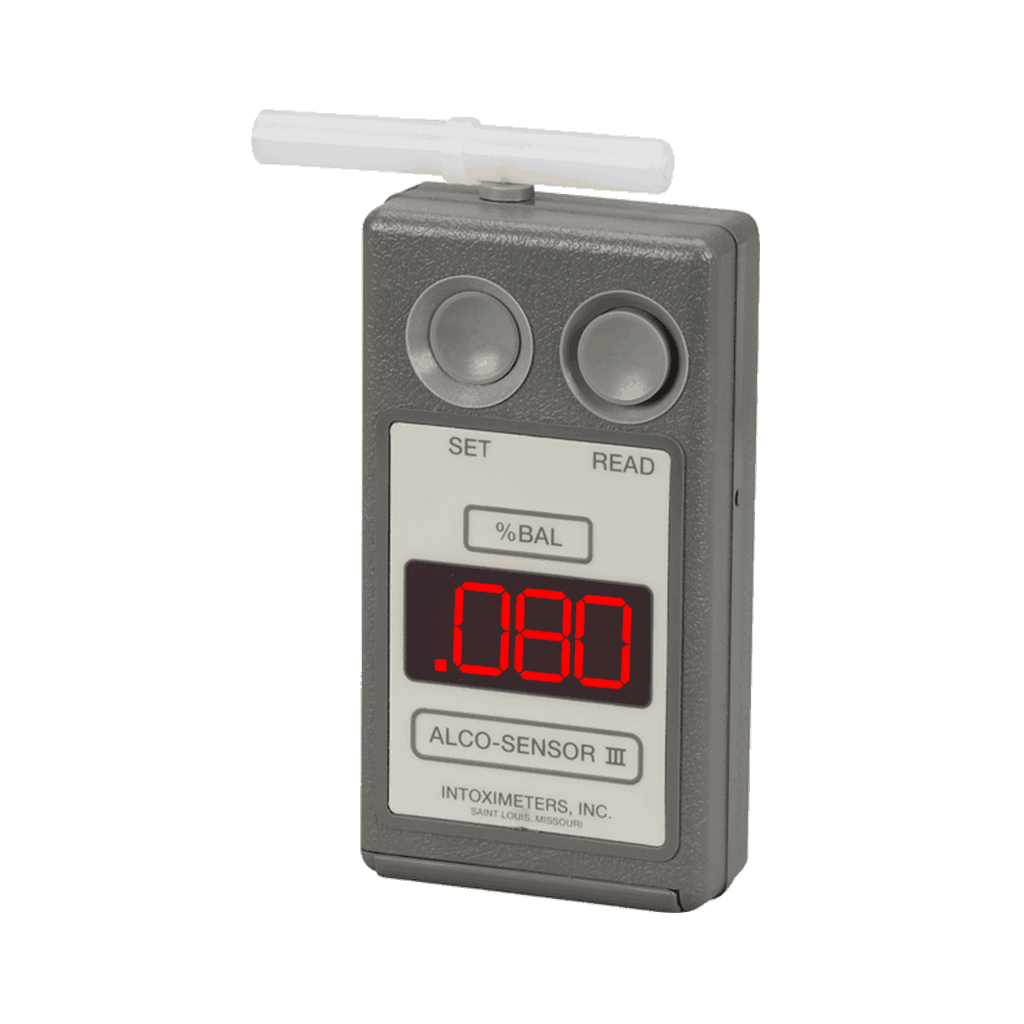 SET READ
%BAL
.080
ALCO-SENSOR III
INTOXIMETERS, INC.
SAINT LOUIS, MISSOURI